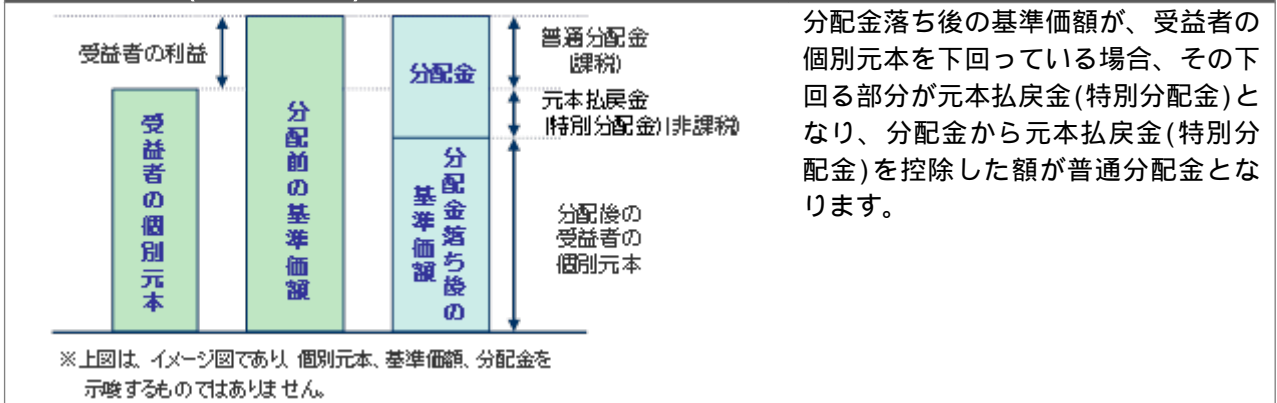 受益者の利益
受益者の個別元本
分配前の基準価額
分配金
分配金落ち後の
基準価額
普通分配金
(課税)
元本払戻金
(特別分配金)(非課税)
分配後の
受益者の
個別元本
※上図は、イメージ図であり、個別元本、基準価額、分配金を
示唆するものではありません。
分配金落ち後の基準価額が、受益者の
個別元本を下回っている場合、その下
回る部分が元本払戻金(特別分配金)と
なり、分配金から元本払戻金(特別分
配金)を控除した額が普通分配金とな
ります。